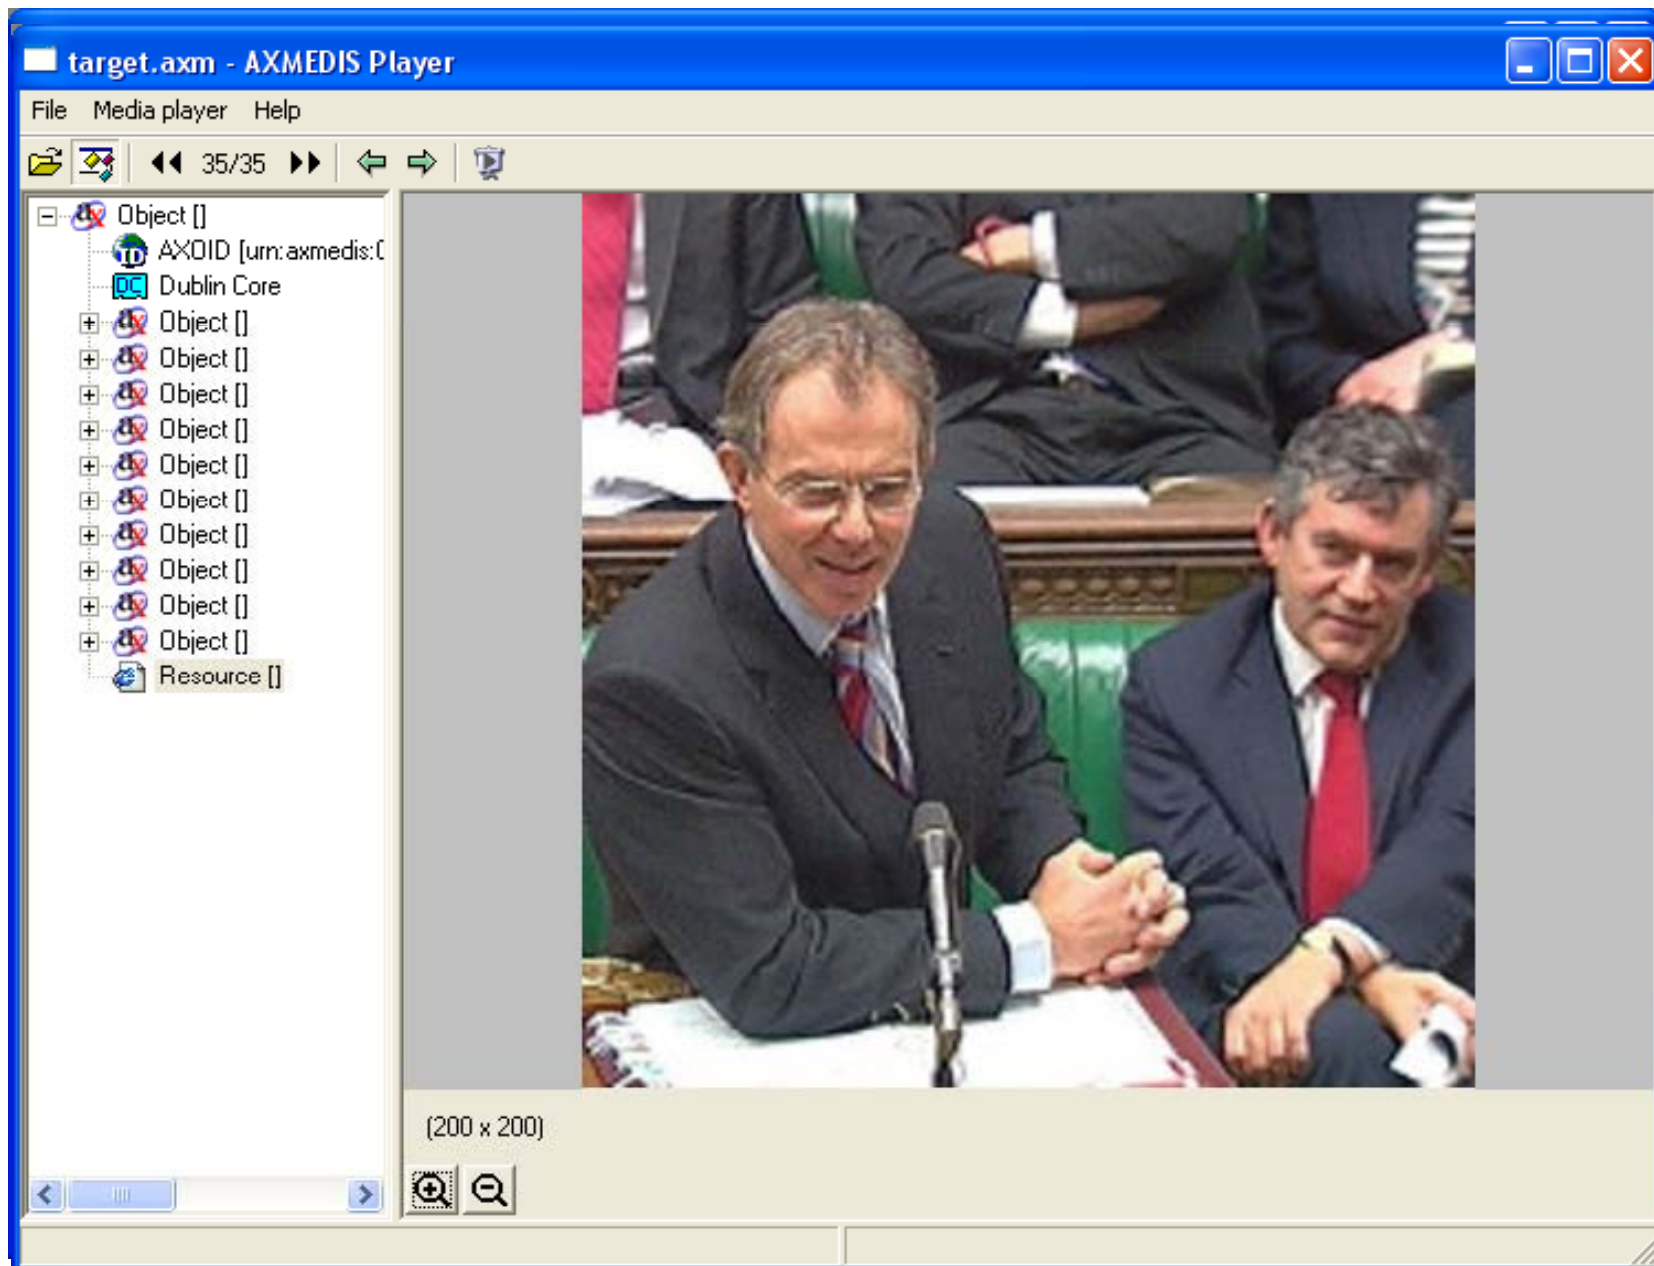 target.axm - AXMEDIS Player
File Media player Help
35/35
Object []
AXOID [urn:axmedis:0
Dublin Core
Object []
Object []
Object []
Object []
Object []
Object []
Object []
Object []
Object []
Object []
Resource []
(200 x 200)